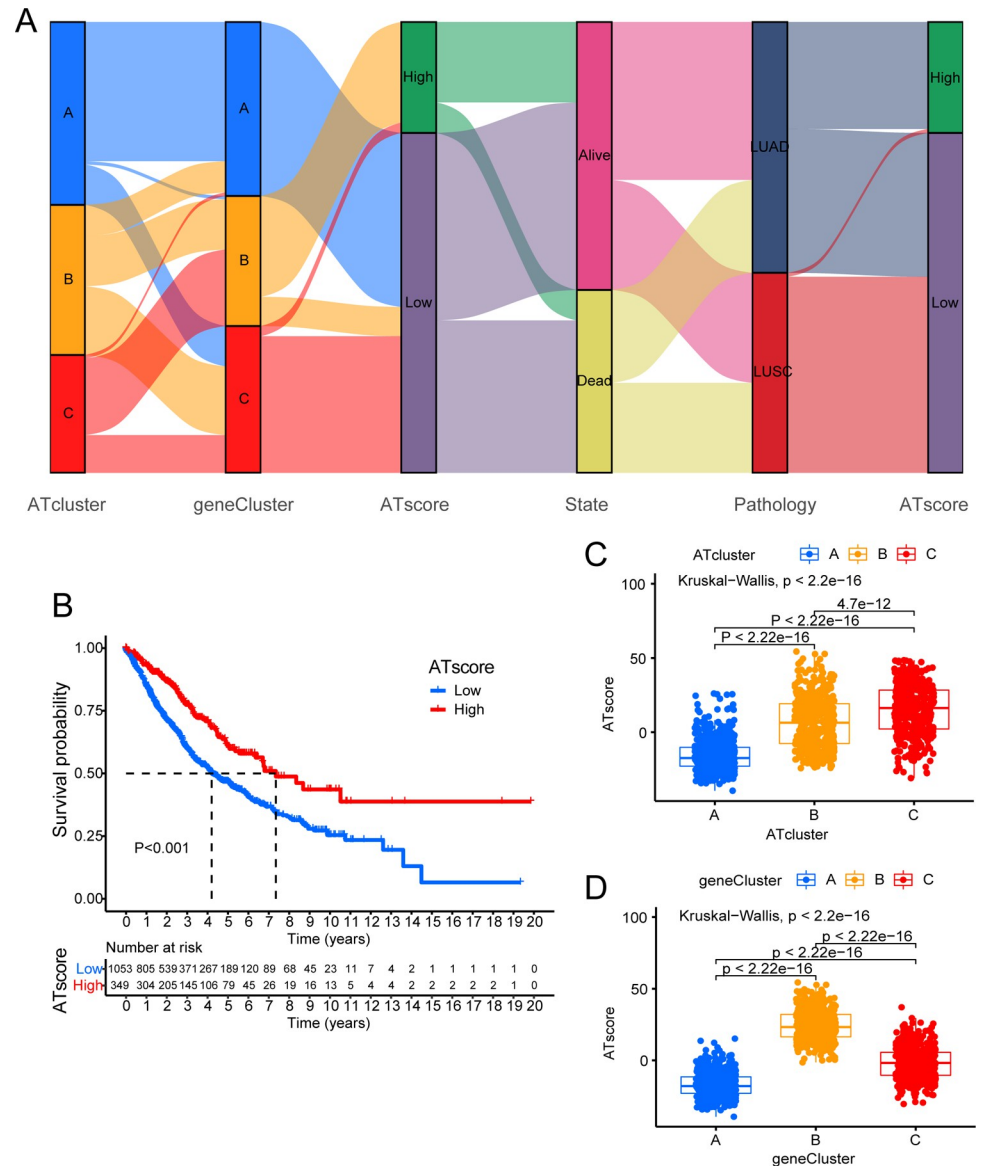 A
A
B
C
A
B
C
High
Low
Alive
Dead
LUAD
LUSC
High
Low
ATcluster geneCluster ATscore State Pathology ATscore
B
Survival probability
1.00
0.75
0.50
0.25
0.00
ATscore
Low
High
P<0.001
0 1 2 3 4 5 6 7 8 9 10 11 12 13 14 15 16 17 18 19 20
Time (years)
ATscore
Number at risk
Low 1053 805 539 371 267 189 120 89 68 45 23 11 7 4 2 1 1 1 1 1 0
High 349 304 205 145 106 79 45 26 19 16 13 5 4 4 2 2 2 2 2 1 0
0 1 2 3 4 5 6 7 8 9 10 11 12 13 14 15 16 17 18 19 20
Time (years)
C
ATcluster A B C
Kruskal−Wallis, p < 2.2e−16
4.7e−12
P < 2.22e−16
P < 2.22e−16
ATscore
100
50
0
A B C
ATcluster
D
geneCluster A B C
Kruskal−Wallis, p < 2.2e−16
p < 2.22e−16
p < 2.22e−16
p < 2.22e−16
ATscore
100
50
0
A B C
geneCluster